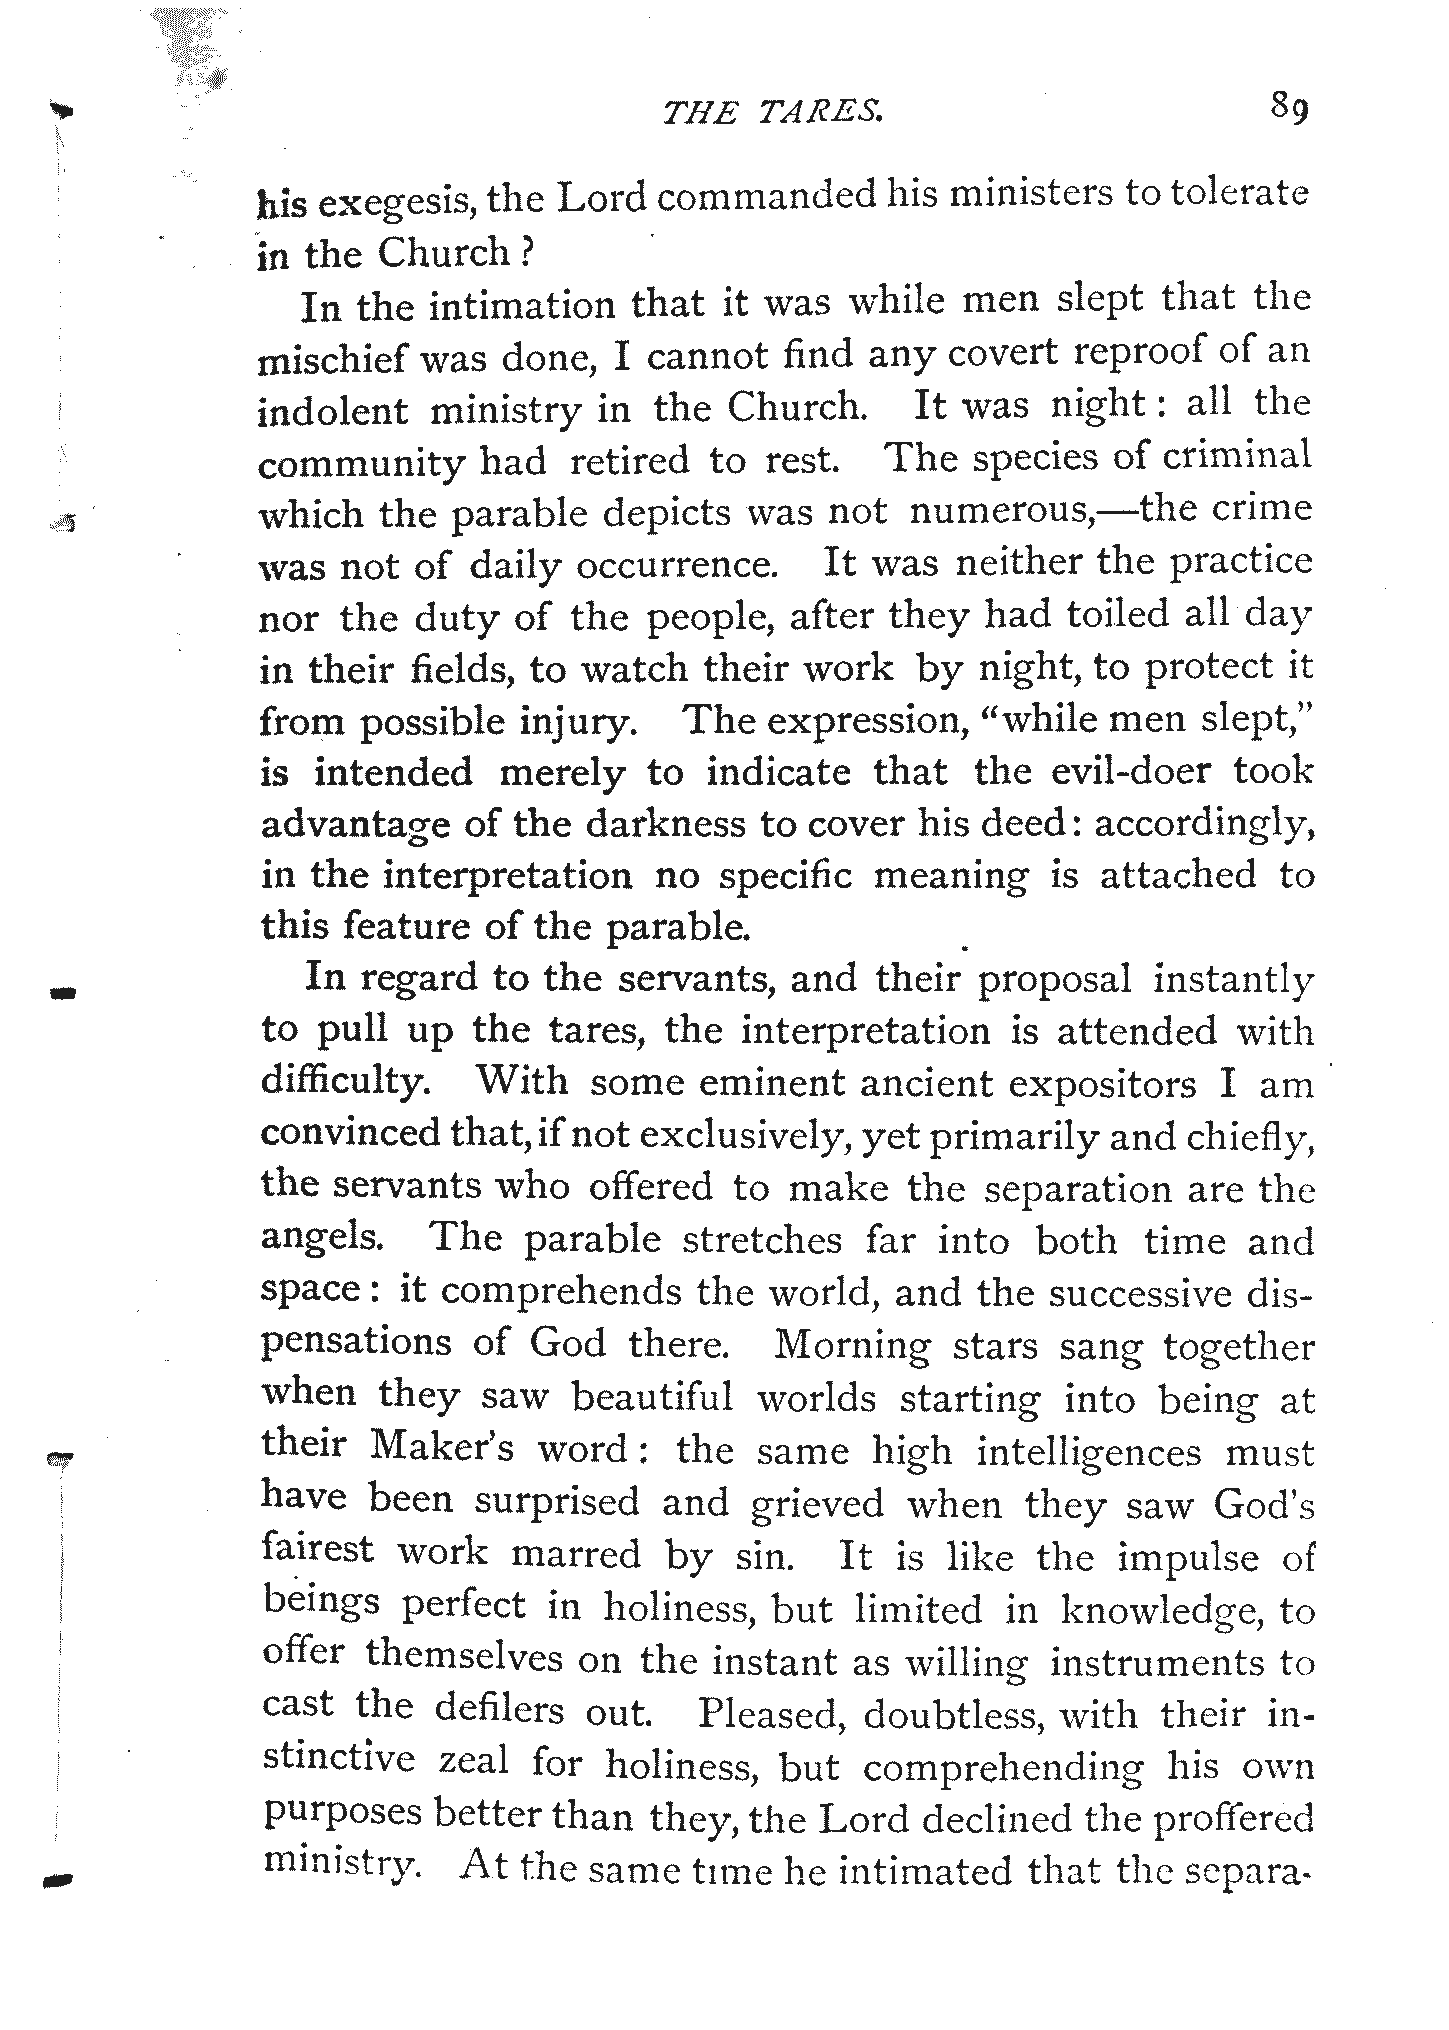 THE TARES. 89
his exegesis, the Lord commanded his ministers to tolerate
in the Church ?
In the intimation that it was while men slept that the
mischief was done, I cannot find any covert reproof of an
indolent ministry in the Church. It was night : all the
community had retired to rest. The species of criminal
which the parable depicts was not numerous,—the crime
was not of daily occurrence. It was neither the practice
nor the duty of the people, after they had toiled all day
in their fields, to watch their work by night, to protect it
from possible injury. The expression, “while men slept,”
is intended merely to indicate that the evil-doer took
advantage of the darkness to cover his deed: accordingly,
in the interpretation no specific meaning is attached to
this feature of the parable.
In regard to the servants, and their proposal instantly
to pull up the tares, the interpretation is attended with
difficulty. With some eminent ancient expositors I am
convinced that, if not exclusively, yet primarily and chiefly,
the servants who offered to make the separation are the
angels. The parable stretches far into both time and
space : it comprehends the world, and the successive dis-
pensations of God there. Morning stars sang together
when they saw beautiful worlds starting into being at
their Maker’s word : the same high intelligences must
have been surprised and grieved when they saw God’s
fairest work marred by sin. It is like the impulse of
beings perfect in holiness, but limited in knowledge, to
offer themselves on the instant as willing instruments to
cast the defilers out. Pleased, doubtless, with their in-
stinctive zeal for holiness, but comprehending his own
purposes better than they, the Lord declined the proffered
ministry. At the same time he intimated that the separa-